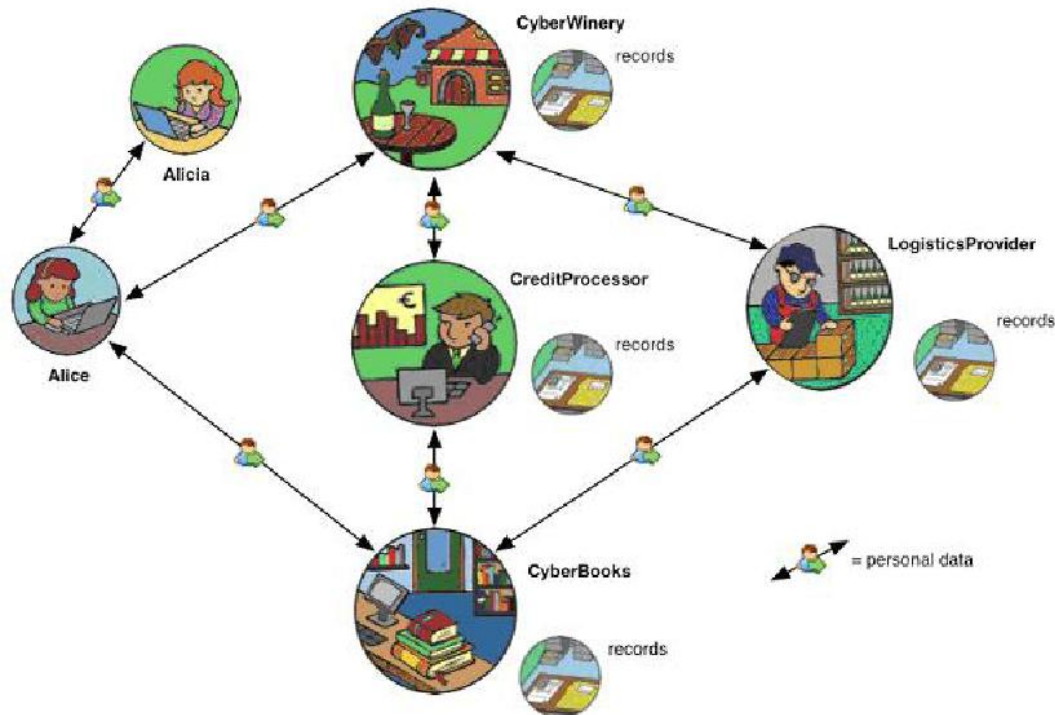 CyberWinery
records
Alicia
LogisticsProvider
CreditProcessor
€
records
records
Alice
CyberBooks
= personal data
records